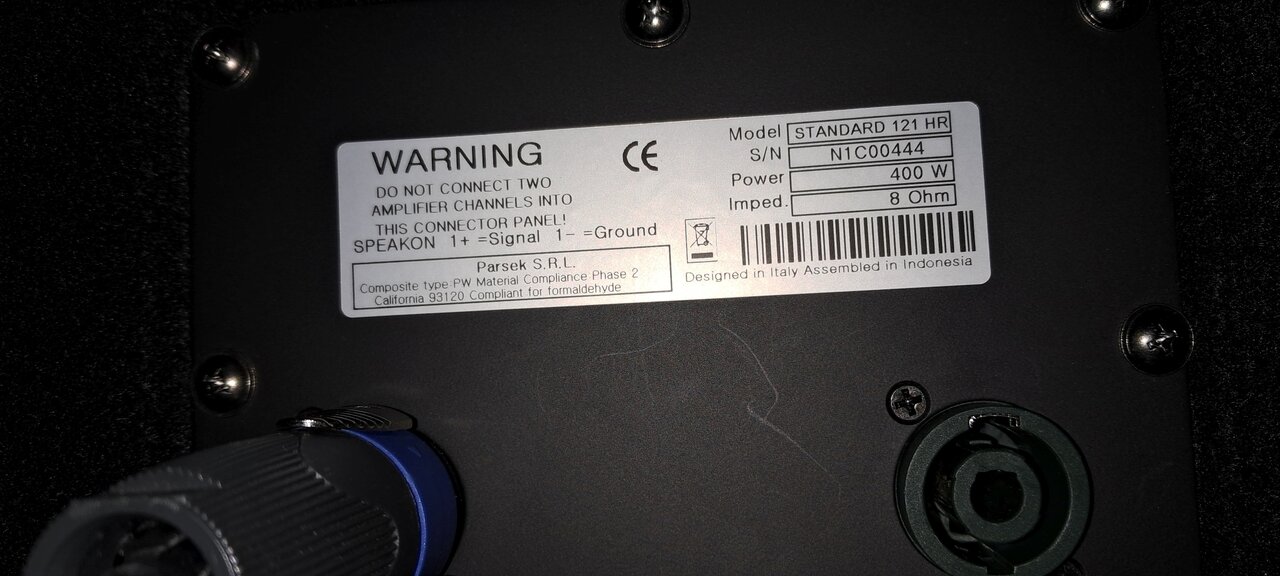 WARNING
DO NOT CONNECT TWO
AMPLIFIER CHANNELS INTO
THIS CONNECTOR PANEL!
SPEAKON 1+ =Signal 1- =Ground
Parsek S.R.L.
Composite type PW Material Compliance Phase 2
California 93120 Compliant for formaldehyde
CE
Model STANDARD 121 HR
S/N N1C00444
Power 400 W
Imped. 8 Ohm
Designed in Italy Assembled in Indonesia